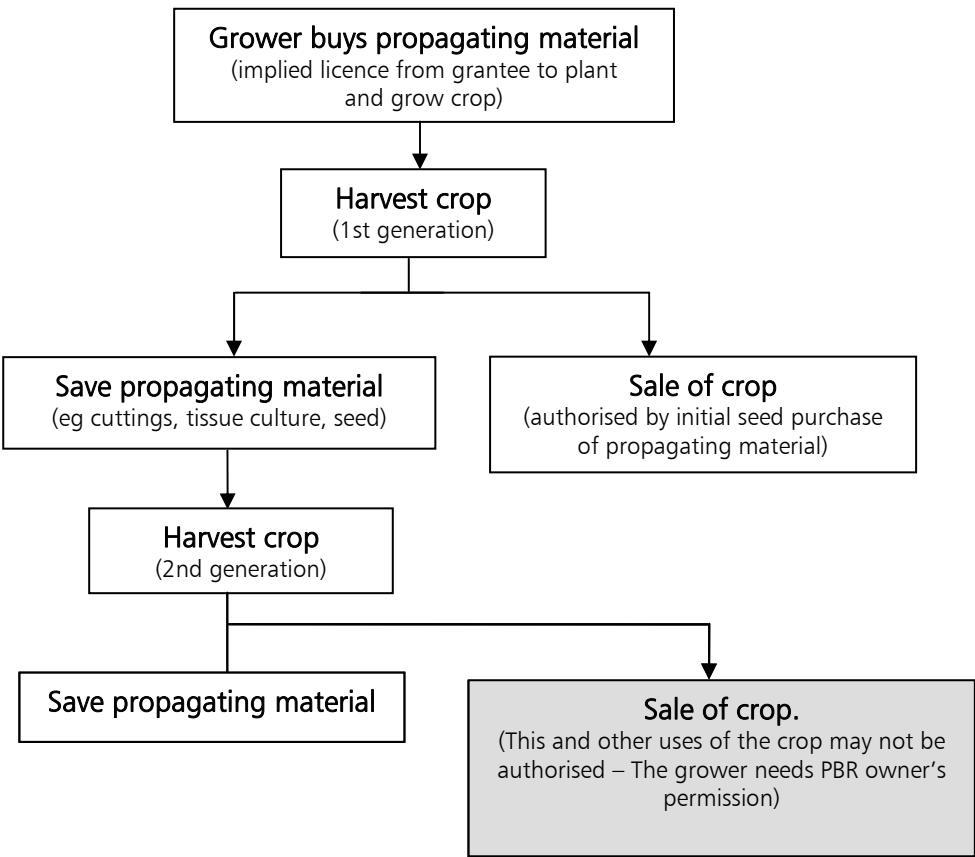 Grower buys propagating material
(implied licence from grantee to plant
and grow crop)
Harvest crop
(1st generation)
Save propagating material
(eg cuttings, tissue culture, seed)
Sale of crop
(authorised by initial seed purchase
of propagating material)
Harvest crop
(2nd generation)
Save propagating material
Sale of crop.
(This and other uses of the crop may not be
authorised – The grower needs PBR owner’s
permission)